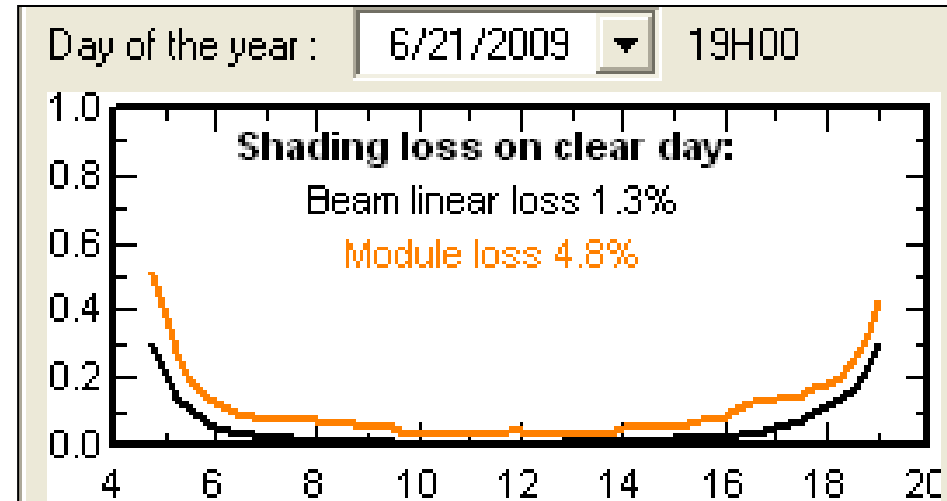 Day of the year : 6/21/2009 19H00
1.0
Shading loss on clear day:
0.8
Beam linear loss 1.3%
0.6
Module loss 4.8%
0.4
0.2
0.0
4 6 8 10 12 14 16 18 20